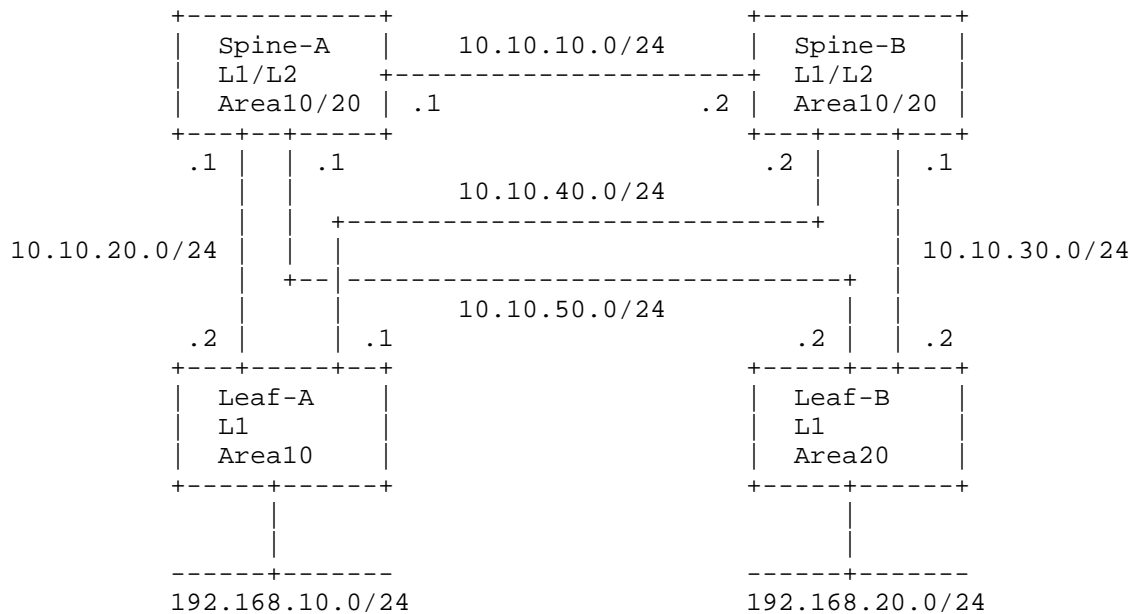 Spine-A 10.10.10.0/24 Spine-B
L1/L2 L1/L2
Area10/20 .1 .2 Area10/20
.1 .1 .2 .1
10.10.40.0/24
10.10.20.0/24 10.10.30.0/24
10.10.50.0/24
.2 .1 .2 .2
Leaf-A Leaf-B
L1 L1
Area10 Area20
192.168.10.0/24 192.168.20.0/24